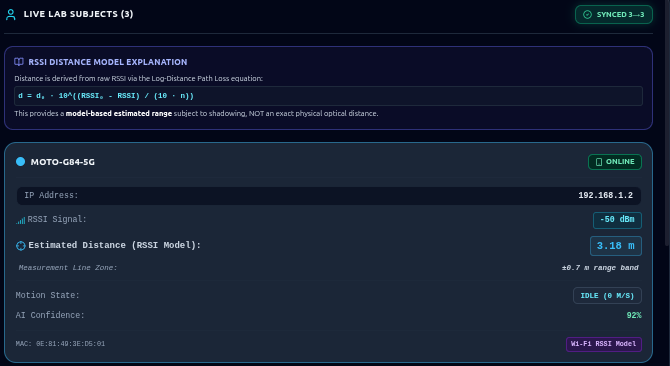 LIVE LAB SUBJECTS (3)
SYNCED 3→3
RSSI DISTANCE MODEL EXPLANATION
Distance is derived from raw RSSI via the Log-Distance Path Loss equation:
d = d₀ · 10^((RSSI₀ - RSSI) / (10 · n))
This provides a model-based estimated range subject to shadowing, NOT an exact physical optical distance.
MOTO-G84-5G
ONLINE
IP Address: 192.168.1.2
RSSI Signal: -50 dBm
Estimated Distance (RSSI Model): 3.18 m
Measurement Line Zone: ±0.7 m range band
Motion State: IDLE (0 M/S)
AI Confidence: 92%
MAC: 0E:81:49:3E:D5:01 Wi-Fi RSSI Model